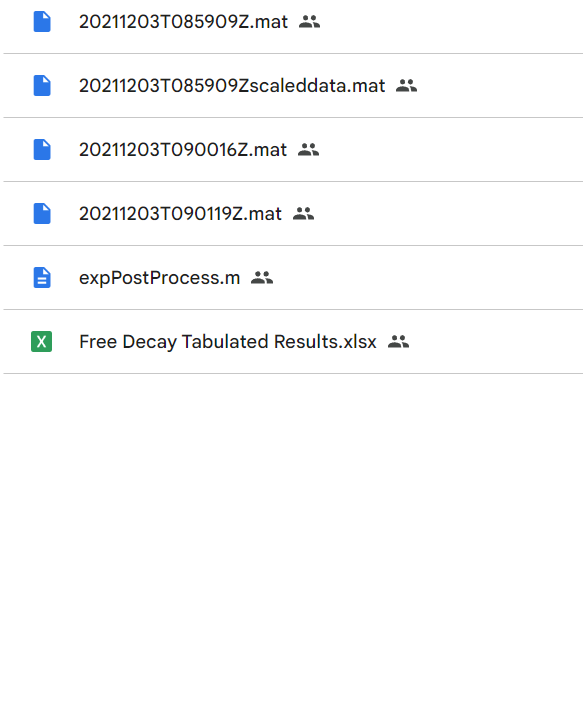 20211203T085909Z.mat
20211203T085909Zscaleddata.mat
20211203T090016Z.mat
20211203T090119Z.mat
expPostProcess.m
X Free Decay Tabulated Results.xlsx